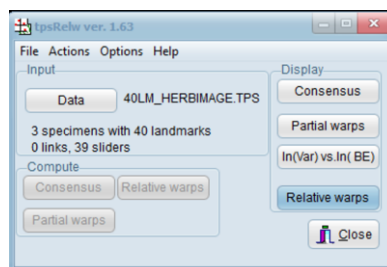 tpsRelw ver. 1.63
File Actions Options Help
Input
Data 40LM_HERBIMAGE.TPS
3 specimens with 40 landmarks
0 links, 39 sliders
Compute
Consensus Relative warps
Partial warps
Display
Consensus
Partial warps
ln(Var) vs.ln( BE)
Relative warps
Close